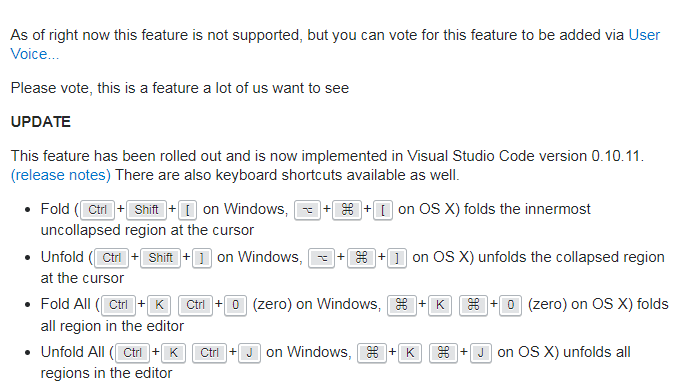 As of right now this feature is not supported, but you can vote for this feature to be added via User
Voice...
Please vote, this is a feature a lot of us want to see
UPDATE
This feature has been rolled out and is now implemented in Visual Studio Code version 0.10.11.
(release notes) There are also keyboard shortcuts available as well.
• Fold ( Ctrl + Shift + [ on Windows, ⌥ + ⌘ + [ on OS X) folds the innermost
uncollapsed region at the cursor
• Unfold ( Ctrl + Shift + ] on Windows, ⌥ + ⌘ + ] on OS X) unfolds the collapsed region
at the cursor
• Fold All ( Ctrl + K Ctrl + 0 (zero) on Windows, ⌘ + K ⌘ + 0 (zero) on OS X) folds
all region in the editor
• Unfold All ( Ctrl + K Ctrl + J on Windows, ⌘ + K ⌘ + J on OS X) unfolds all
regions in the editor